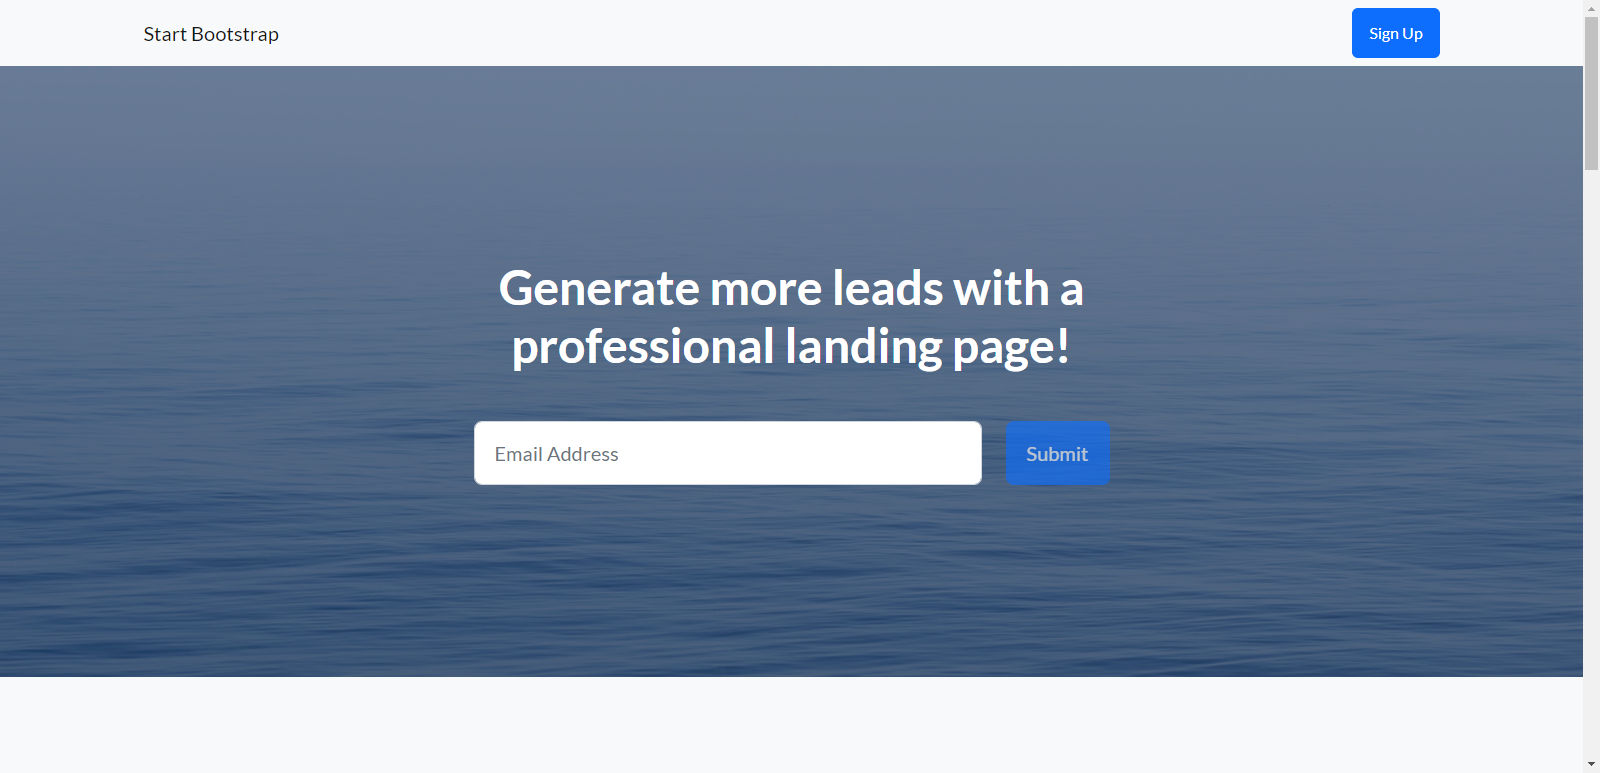 Start Bootstrap
Sign Up
Generate more leads with a
professional landing page!
Email Address
Submit